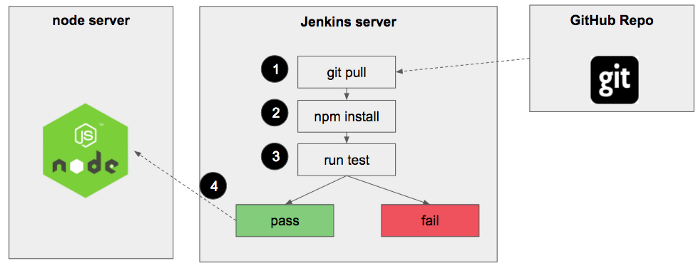 node server
Jenkins server
GitHub Repo
1
git pull
git
2
npm install
JS
™
node
3
run test
4
pass
fail